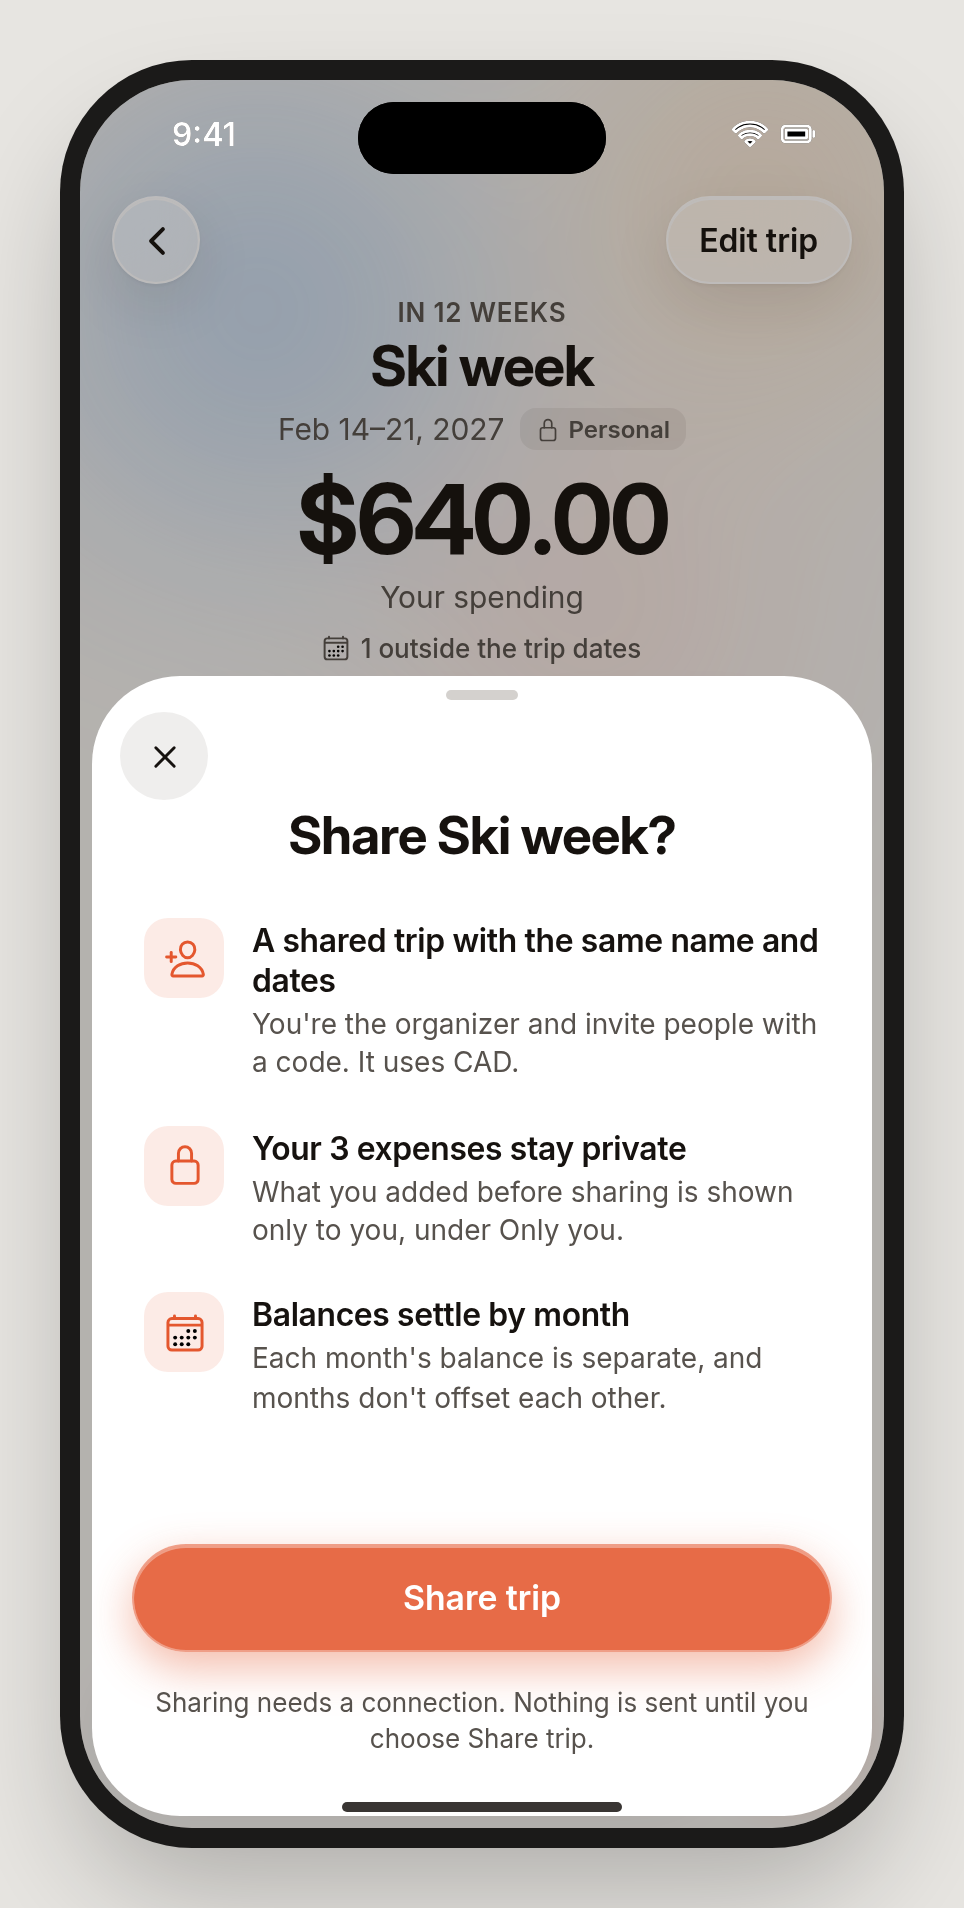 9:41
Edit trip
IN 12 WEEKS
Ski week
Feb 14–21, 2027 Personal
$640.00
Your spending
1 outside the trip dates
Share Ski week?
A shared trip with the same name and
dates
You're the organizer and invite people with
a code. It uses CAD.
Your 3 expenses stay private
What you added before sharing is shown
only to you, under Only you.
Balances settle by month
Each month's balance is separate, and
months don't offset each other.
Share trip
Sharing needs a connection. Nothing is sent until you
choose Share trip.